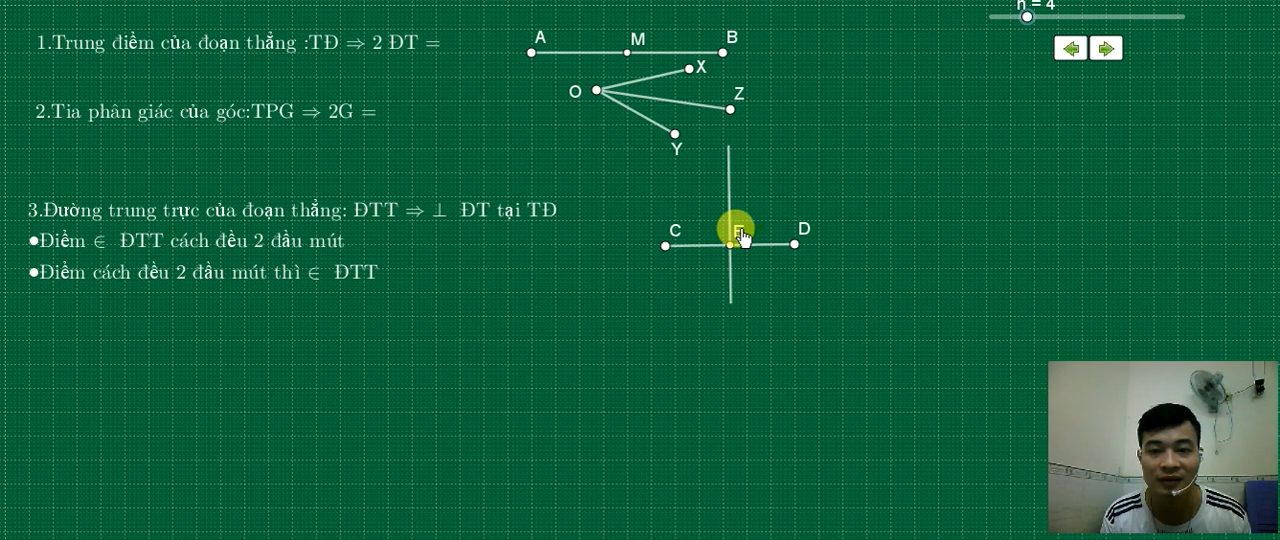 n = 4
1.Trung điểm của đoạn thẳng :TĐ ⇒ 2 ĐT =
A M B
X
O
Z
2.Tia phân giác của góc:TPG ⇒ 2G =
Y
3.Đường trung trực của đoạn thẳng: ĐTT ⇒ ⊥ ĐT tại TĐ
C D
●Điểm ∈ ĐTT cách đều 2 đầu mút
●Điểm cách đều 2 đầu mút thì ∈ ĐTT